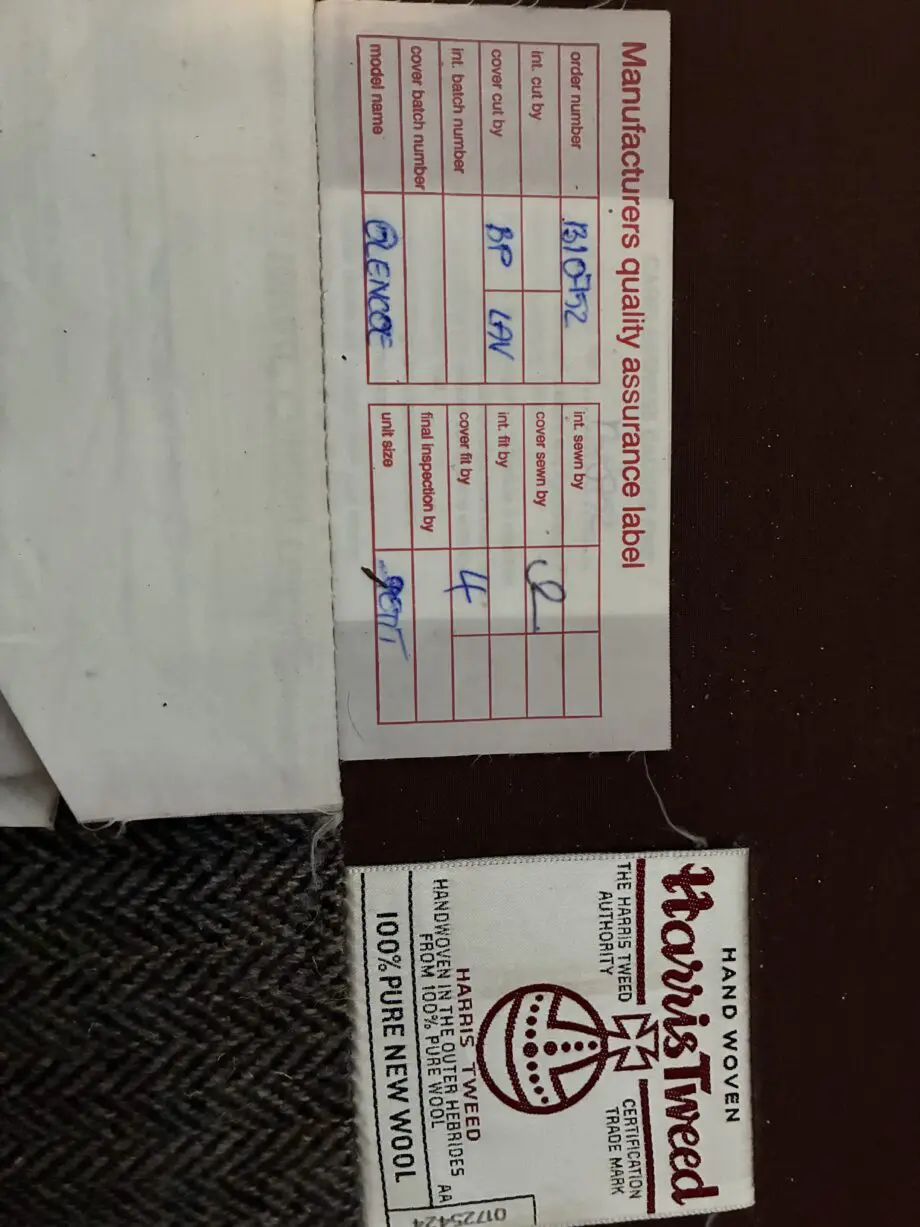 Manufacturers quality assurance label
order number 1310752
int. cut by
cover cut by BP LAV
int. batch number
cover batch number
model name GLENCOE
int. sewn by
cover sewn by
int. fit by
cover fit by 4
final inspection by
unit size
HAND WOVEN
Harris Tweed
THE HARRIS TWEED AUTHORITY
CERTIFICATION TRADE MARK
HARRIS TWEED
HANDWOVEN IN THE OUTER HEBRIDES AA
FROM 100% PURE WOOL
100% PURE NEW WOOL